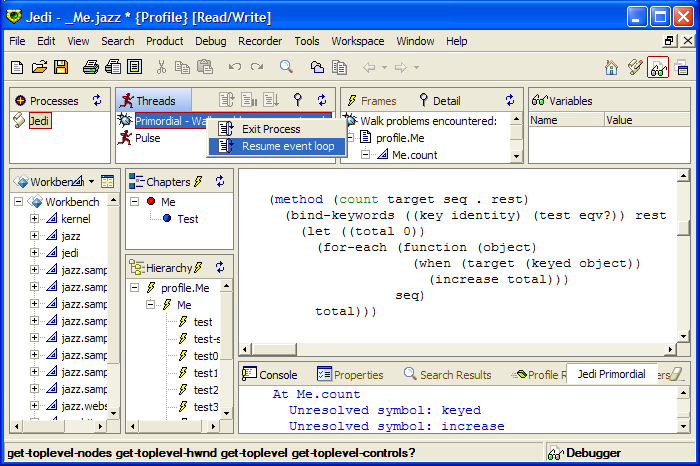 Jedi - _Me.jazz * {Profile} [Read/Write]
File Edit View Search Product Debug Recorder Tools Workspace Window Help
Processes
Jedi
Threads
Primordial - Walk
Pulse
Exit Process
Resume event loop
Frames Detail
Walk problems encountered:
profile.Me
Me.count
Variables
Name Value
Workbench
Workbench
kernel
jazz
jedi
jazz.samp
jazz.samp
jazz.samp
jazz.samp
jazz.samp
jazz.samp
jazz.samp
jazz.webs
Chapters
Me
Test
Hierarchy
profile.Me
Me
test
test-s
test0
test1
test2
test3
(method (count target seq . rest)
(bind-keywords ((key identity) (test eqv?)) rest
(let ((total 0))
(for-each (function (object)
(when (target (keyed object))
(increase total)))
seq)
total)))
Console Properties Search Results Profile R Jedi Primordial ers
At Me.count
Unresolved symbol: keyed
Unresolved symbol: increase
get-toplevel-nodes get-toplevel-hwnd get-toplevel get-toplevel-controls?
Debugger